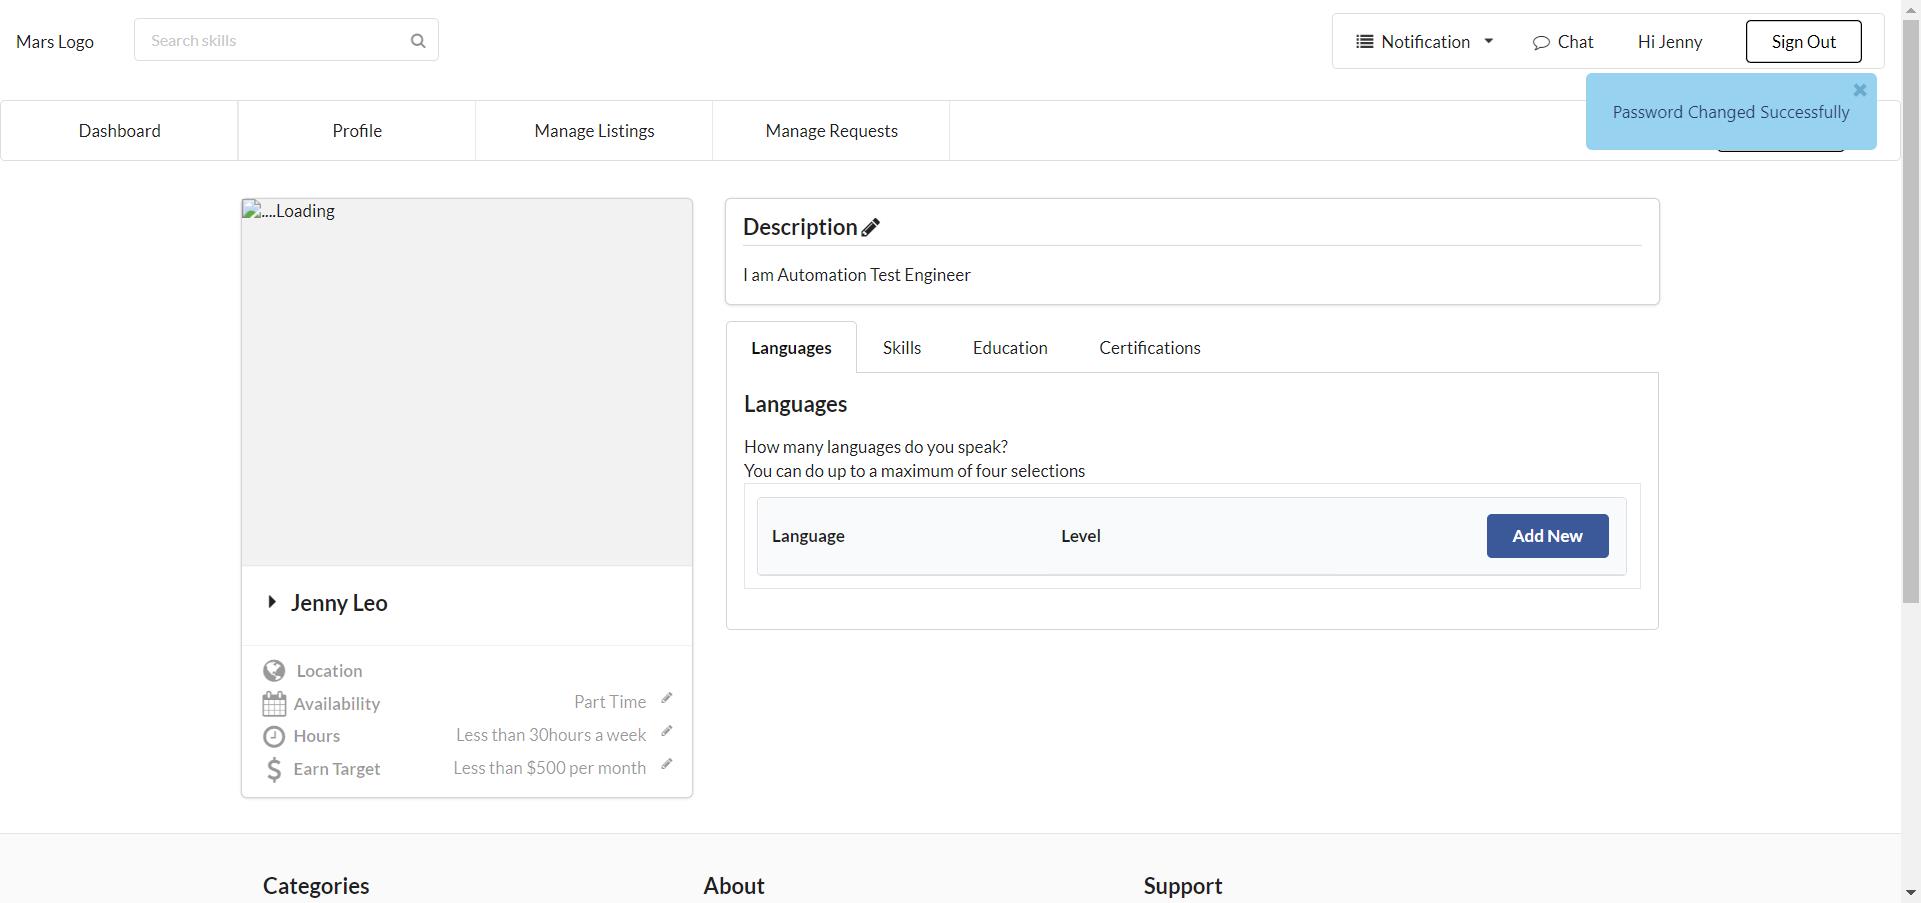 Mars Logo
Search skills
Notification
Chat
Hi Jenny
Sign Out
Password Changed Successfully
Dashboard
Profile
Manage Listings
Manage Requests
....Loading
Description
I am Automation Test Engineer
Languages
Skills
Education
Certifications
Languages
How many languages do you speak?
You can do up to a maximum of four selections
Language
Level
Add New
Jenny Leo
Location
Availability
Part Time
Hours
Less than 30hours a week
Earn Target
Less than $500 per month
Categories
About
Support